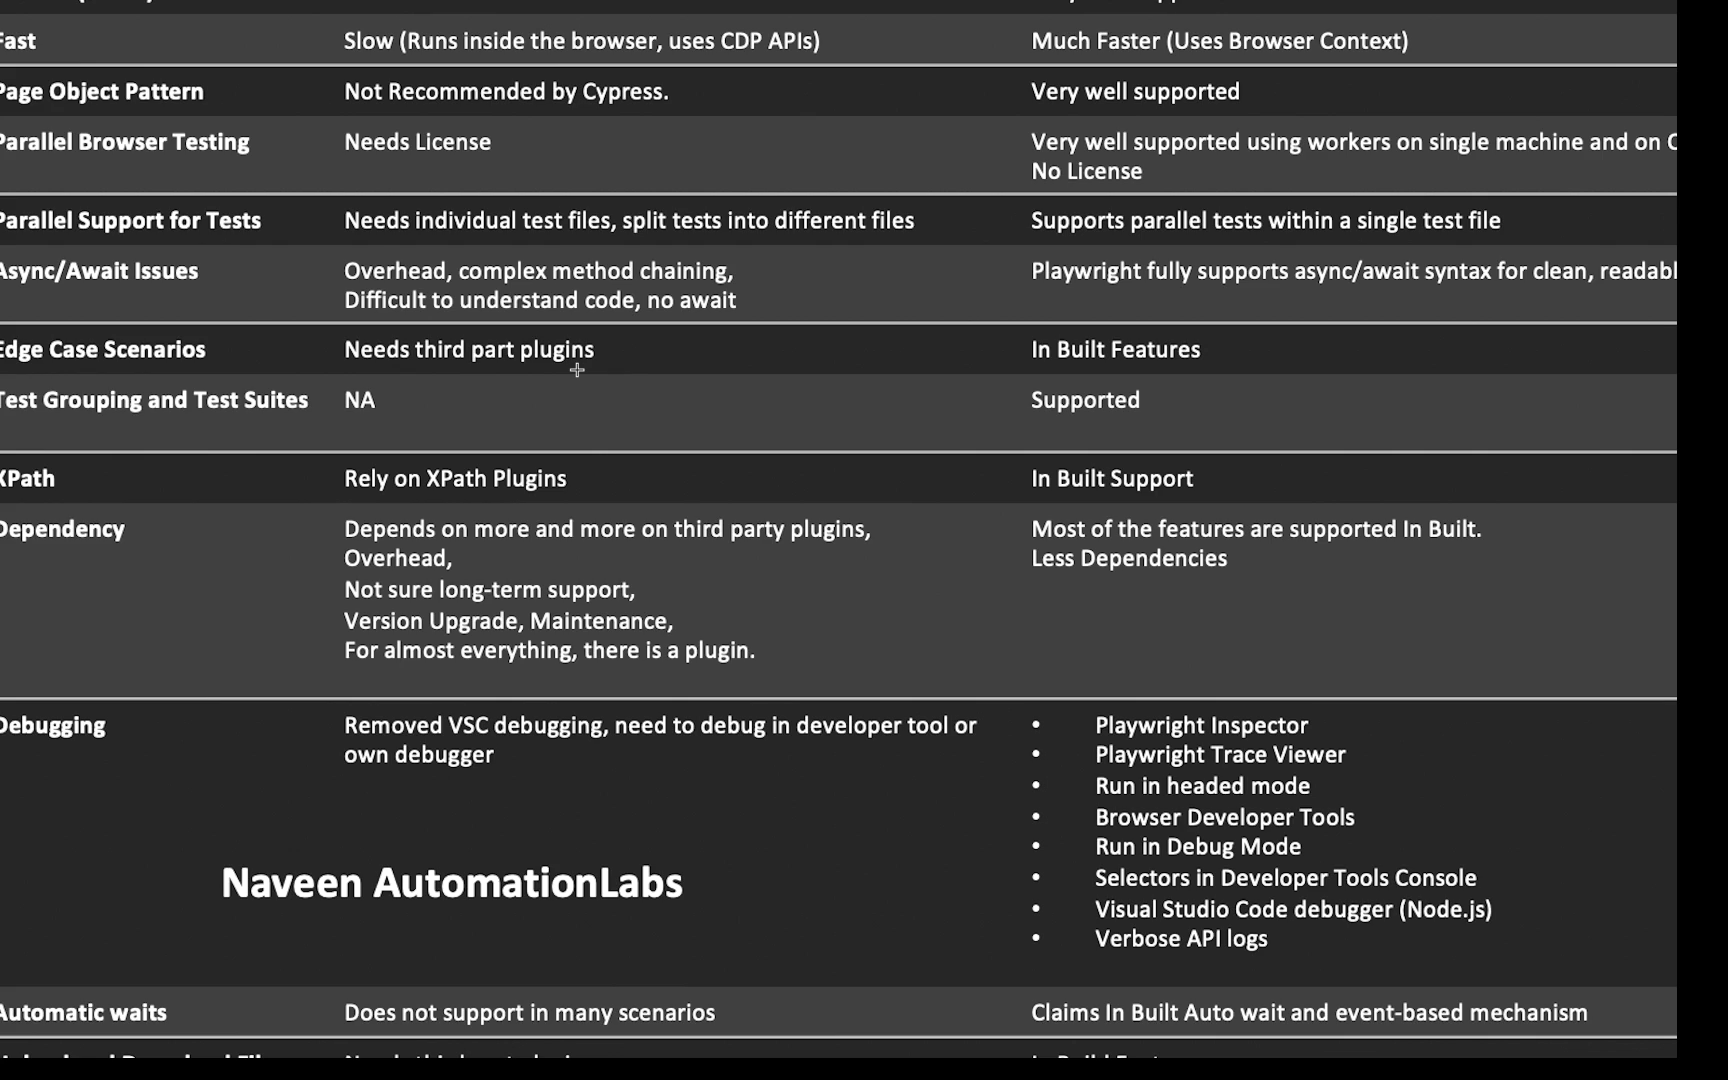 Fast Slow (Runs inside the browser, uses CDP APIs) Much Faster (Uses Browser Context)
Page Object Pattern Not Recommended by Cypress. Very well supported
Parallel Browser Testing Needs License Very well supported using workers on single machine and on
No License
Parallel Support for Tests Needs individual test files, split tests into different files Supports parallel tests within a single test file
Async/Await Issues Overhead, complex method chaining, Playwright fully supports async/await syntax for clean, readabl
Difficult to understand code, no await
Edge Case Scenarios Needs third part plugins In Built Features
Test Grouping and Test Suites NA Supported
XPath Rely on XPath Plugins In Built Support
Dependency Depends on more and more on third party plugins, Most of the features are supported In Built.
Overhead, Less Dependencies
Not sure long-term support,
Version Upgrade, Maintenance,
For almost everything, there is a plugin.
Debugging Removed VSC debugging, need to debug in developer tool or • Playwright Inspector
own debugger • Playwright Trace Viewer
• Run in headed mode
• Browser Developer Tools
• Run in Debug Mode
• Selectors in Developer Tools Console
Naveen AutomationLabs
• Visual Studio Code debugger (Node.js)
• Verbose API logs
Automatic waits Does not support in many scenarios Claims In Built Auto wait and event-based mechanism